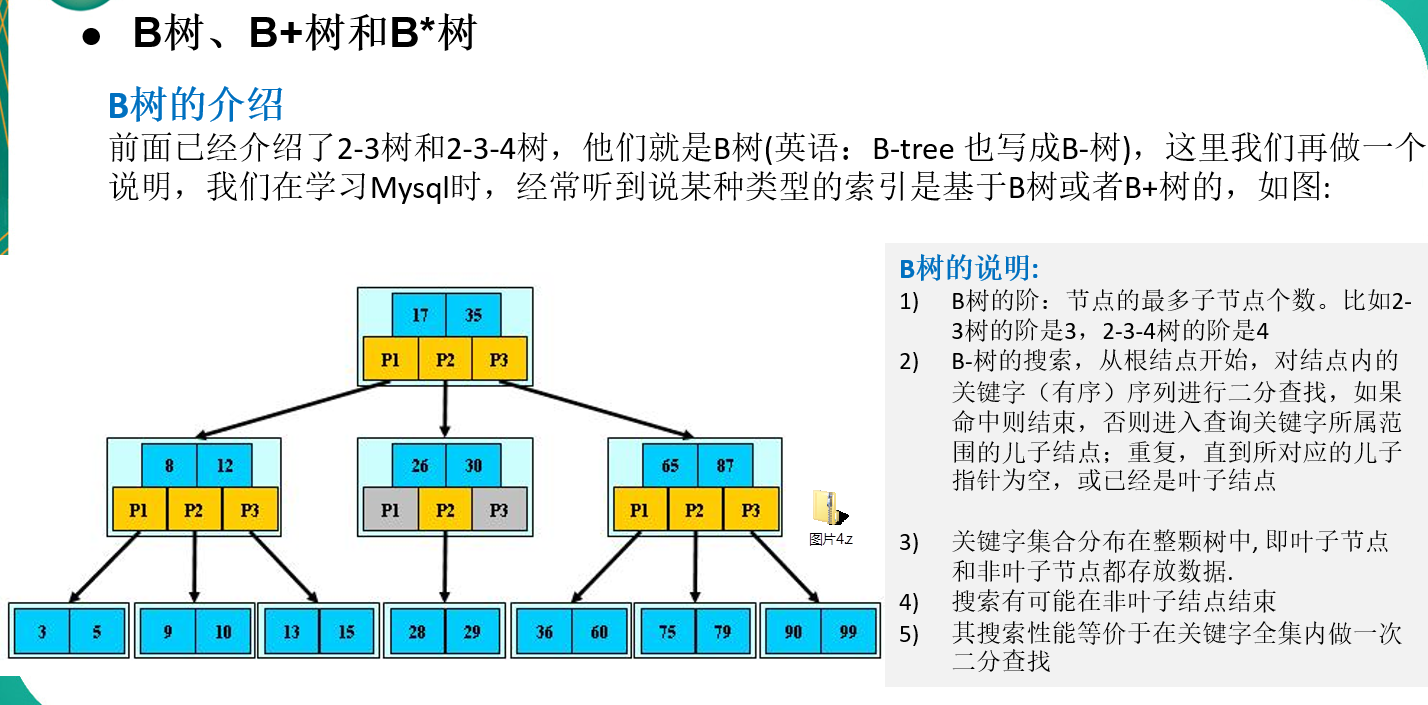 ● B树、B+树和B*树
B树的介绍
前面已经介绍了2-3树和2-3-4树，他们就是B树(英语：B-tree 也写成B-树)，这里我们再做一个
说明，我们在学习Mysql时，经常听到说某种类型的索引是基于B树或者B+树的，如图:
17 35
P1 P2 P3
8 12
P1 P2 P3
26 30
P1 P2 P3
65 87
P1 P2 P3
3 5
9 10
13 15
28 29
36 60
75 79
90 99
图片4.z
B树的说明:
1) B树的阶：节点的最多子节点个数。比如2-
3树的阶是3，2-3-4树的阶是4
2) B-树的搜索，从根结点开始，对结点内的
关键字（有序）序列进行二分查找，如果
命中则结束，否则进入查询关键字所属范
围的儿子结点；重复，直到所对应的儿子
指针为空，或已经是叶子结点
3) 关键字集合分布在整颗树中, 即叶子节点
和非叶子节点都存放数据.
4) 搜索有可能在非叶子结点结束
5) 其搜索性能等价于在关键字全集内做一次
二分查找